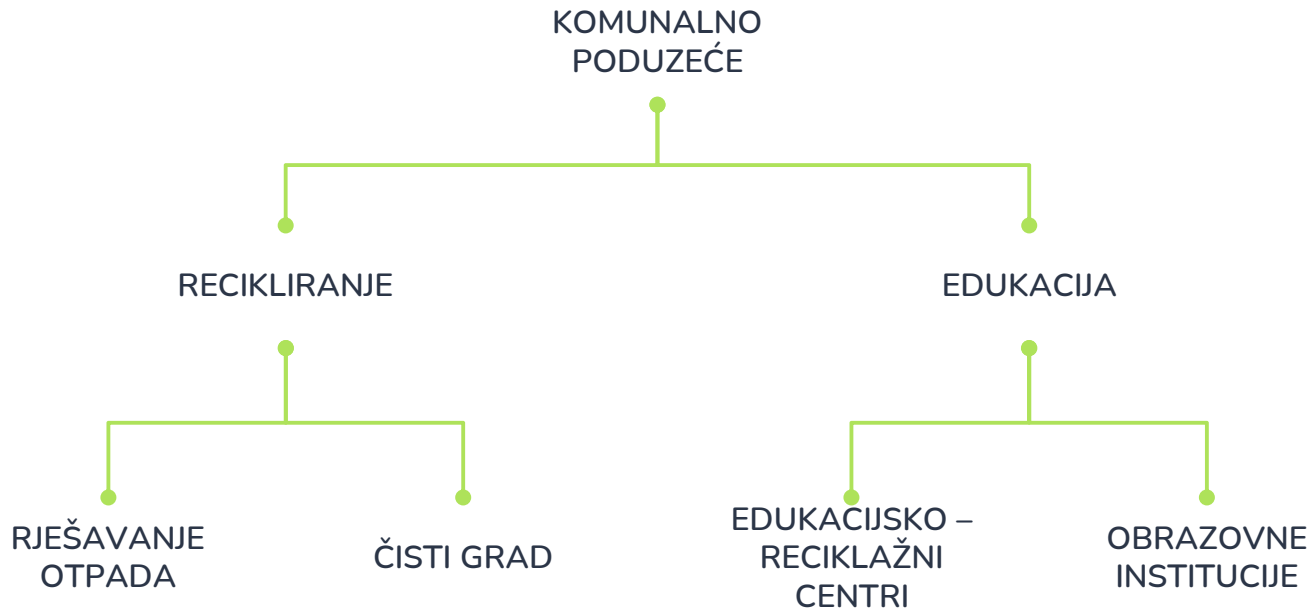 KOMUNALNO
PODUZEĆE
RECIKLIRANJE
EDUKACIJA
RJEŠAVANJE
OTPADA
ČISTI GRAD
EDUKACIJSKO –
RECIKLAŽNI
CENTRI
OBRAZOVNE
INSTITUCIJE